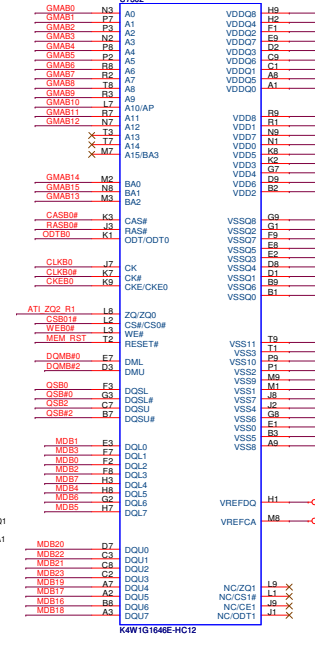 GMAB0 N3 A0 VDDQ8 H9
GMAB1 P7 A1 VDDQ4 H2
GMAB2 P3 A2 VDDQ2 F1
GMAB3 N2 A3 VDDQ7 E9
GMAB4 P8 A4 VDDQ3 D2
GMAB5 P2 A5 VDDQ6 C9
GMAB6 R8 A6 VDDQ1 C1
GMAB7 R2 A7 VDDQ5 A8
GMAB8 T8 A8 VDDQ0 A1
GMAB9 R3 A9
GMAB10 L7 A10/AP
GMAB11 R7 A11 VDD8 R9
GMAB12 N7 A12 VDD1 R1
T3 A13 VDD7 N9
T7 A14 VDD0 N1
M7 A15/BA3 VDD5 K8
VDD3 K2
VDD4 G7
GMAB14 M2 BA0 VDD6 D9
GMAB15 N8 BA1 VDD2 B2
GMAB13 M3 BA2
CASB0# K3 CAS# VSSQ8 G9
RASB0# J3 RAS# VSSQ2 G1
ODTB0 K1 ODT/ODT0 VSSQ7 F9
VSSQ5 E8
VSSQ3 E2
CLKB0 J7 CK VSSQ4 D8
CLKB0# K7 CK# VSSQ1 D1
CKEB0 K9 CKE/CKE0 VSSQ6 B9
VSSQ0 B1
ATI_ZQ2_R1 L8 ZQ/ZQ0
CSB01# L2 CS#/CS0#
WEB0# L3 WE#
MEM_RST T2 RESET# VSS11 T9
VSS3 T1
DQMB#0 E7 DML VSS10 P9
DQMB#2 D3 DMU VSS2 P1
VSS9 M9
QSB0 F3 DQSL VSS1 M1
QSB#0 G3 DQSL# VSS7 J8
QSB2 C7 DQSU VSS4 J2
QSB#2 B7 DQSU# VSS6 G8
VSS0 E1
VSS5 B3
MDB1 E3 DQL0 VSS8 A9
MDB3 F7 DQL1
MDB0 F2 DQL2
MDB2 F8 DQL3
MDB7 H3 DQL4
MDB4 H8 DQL5
MDB6 G2 DQL6 VREFDQ H1
MDB5 H7 DQL7
VREFCA M8
MDB20 D7 DQU0
MDB22 C3 DQU1
MDB21 C8 DQU2
MDB23 C2 DQU3
MDB19 A7 DQU4 NC/ZQ1 L9
MDB17 A2 DQU5 NC/CS1# L1
MDB16 B8 DQU6 NC/CE1 J9
MDB18 A3 DQU7 NC/ODT1 J1
K4W1G1646E-HC12